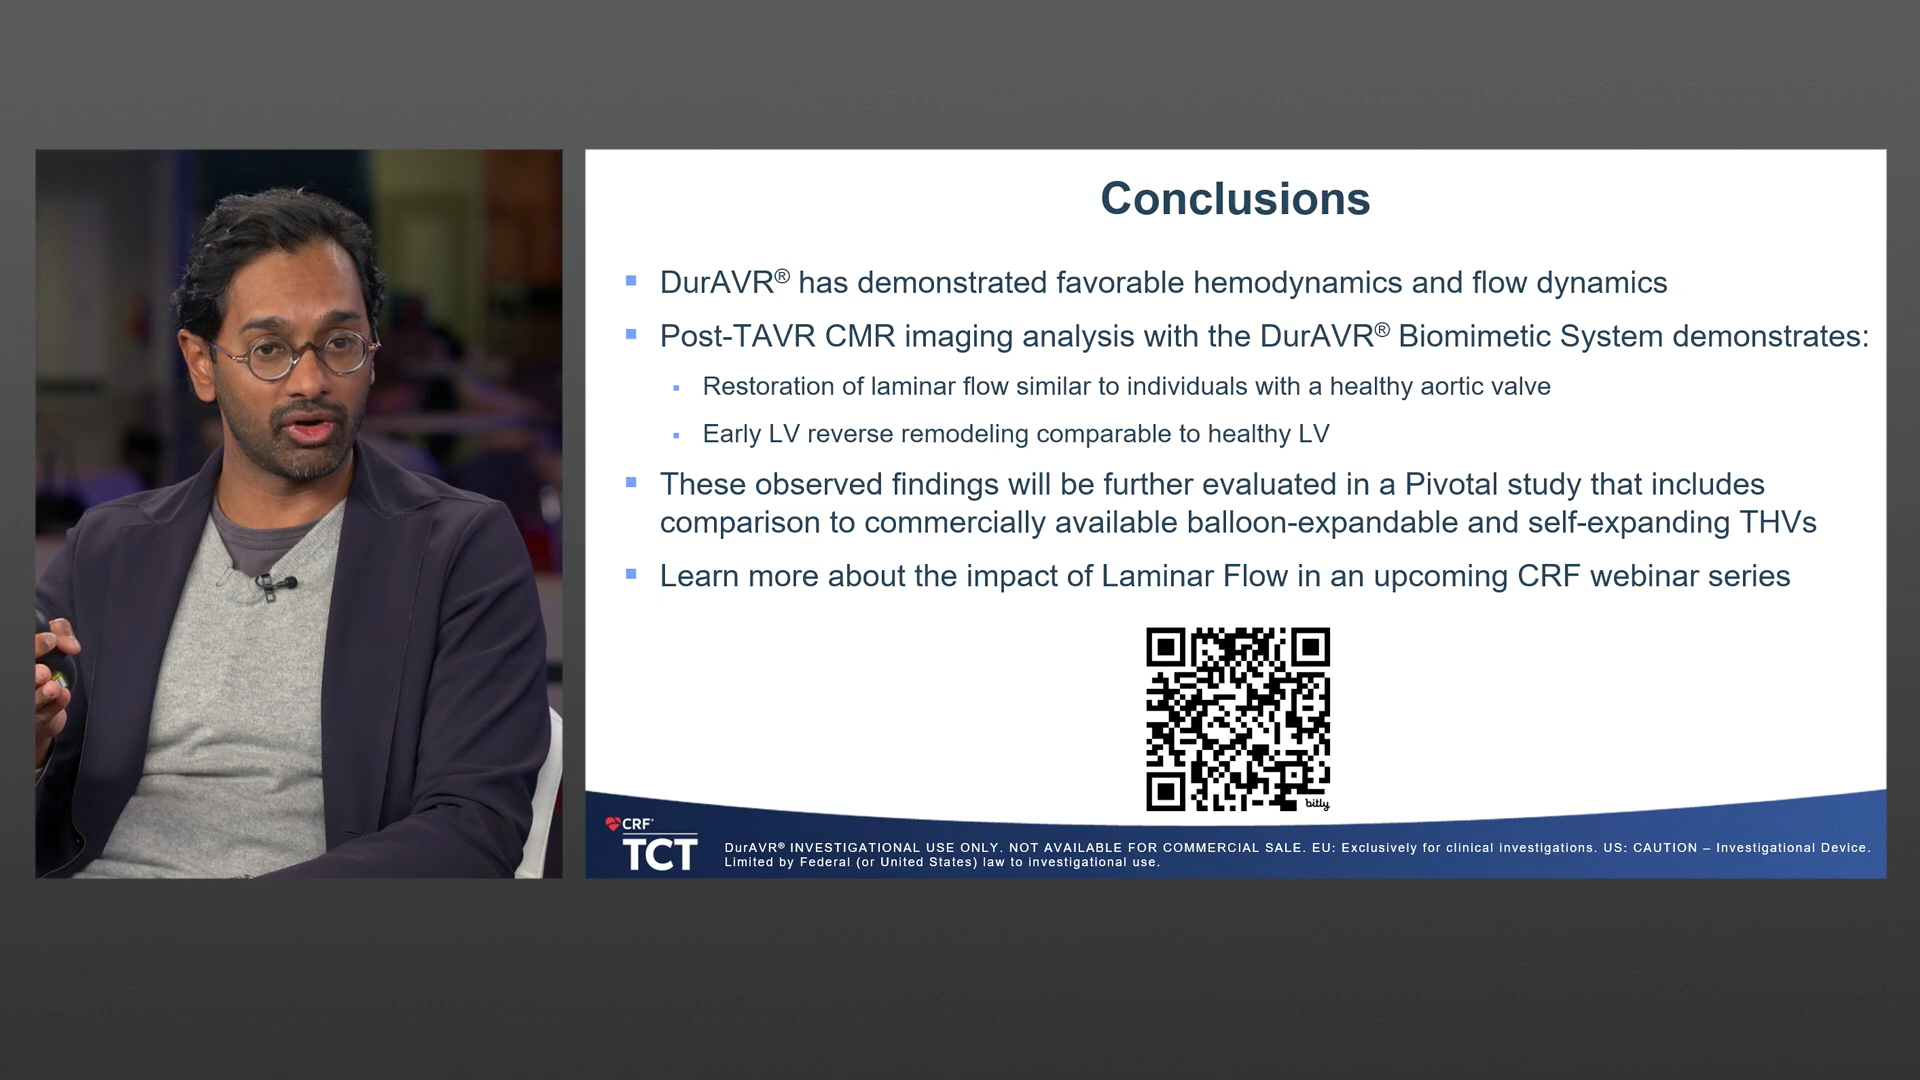 Conclusions
DurAVR® has demonstrated favorable hemodynamics and flow dynamics
Post-TAVR CMR imaging analysis with the DurAVR® Biomimetic System demonstrates:
Restoration of laminar flow similar to individuals with a healthy aortic valve
Early LV reverse remodeling comparable to healthy LV
These observed findings will be further evaluated in a Pivotal study that includes
comparison to commercially available balloon-expandable and self-expanding THVs
Learn more about the impact of Laminar Flow in an upcoming CRF webinar series
bitly
CRF®
TCT
DurAVR® INVESTIGATIONAL USE ONLY. NOT AVAILABLE FOR COMMERCIAL SALE. EU: Exclusively for clinical investigations. US: CAUTION – Investigational Device.
Limited by Federal (or United States) law to investigational use.